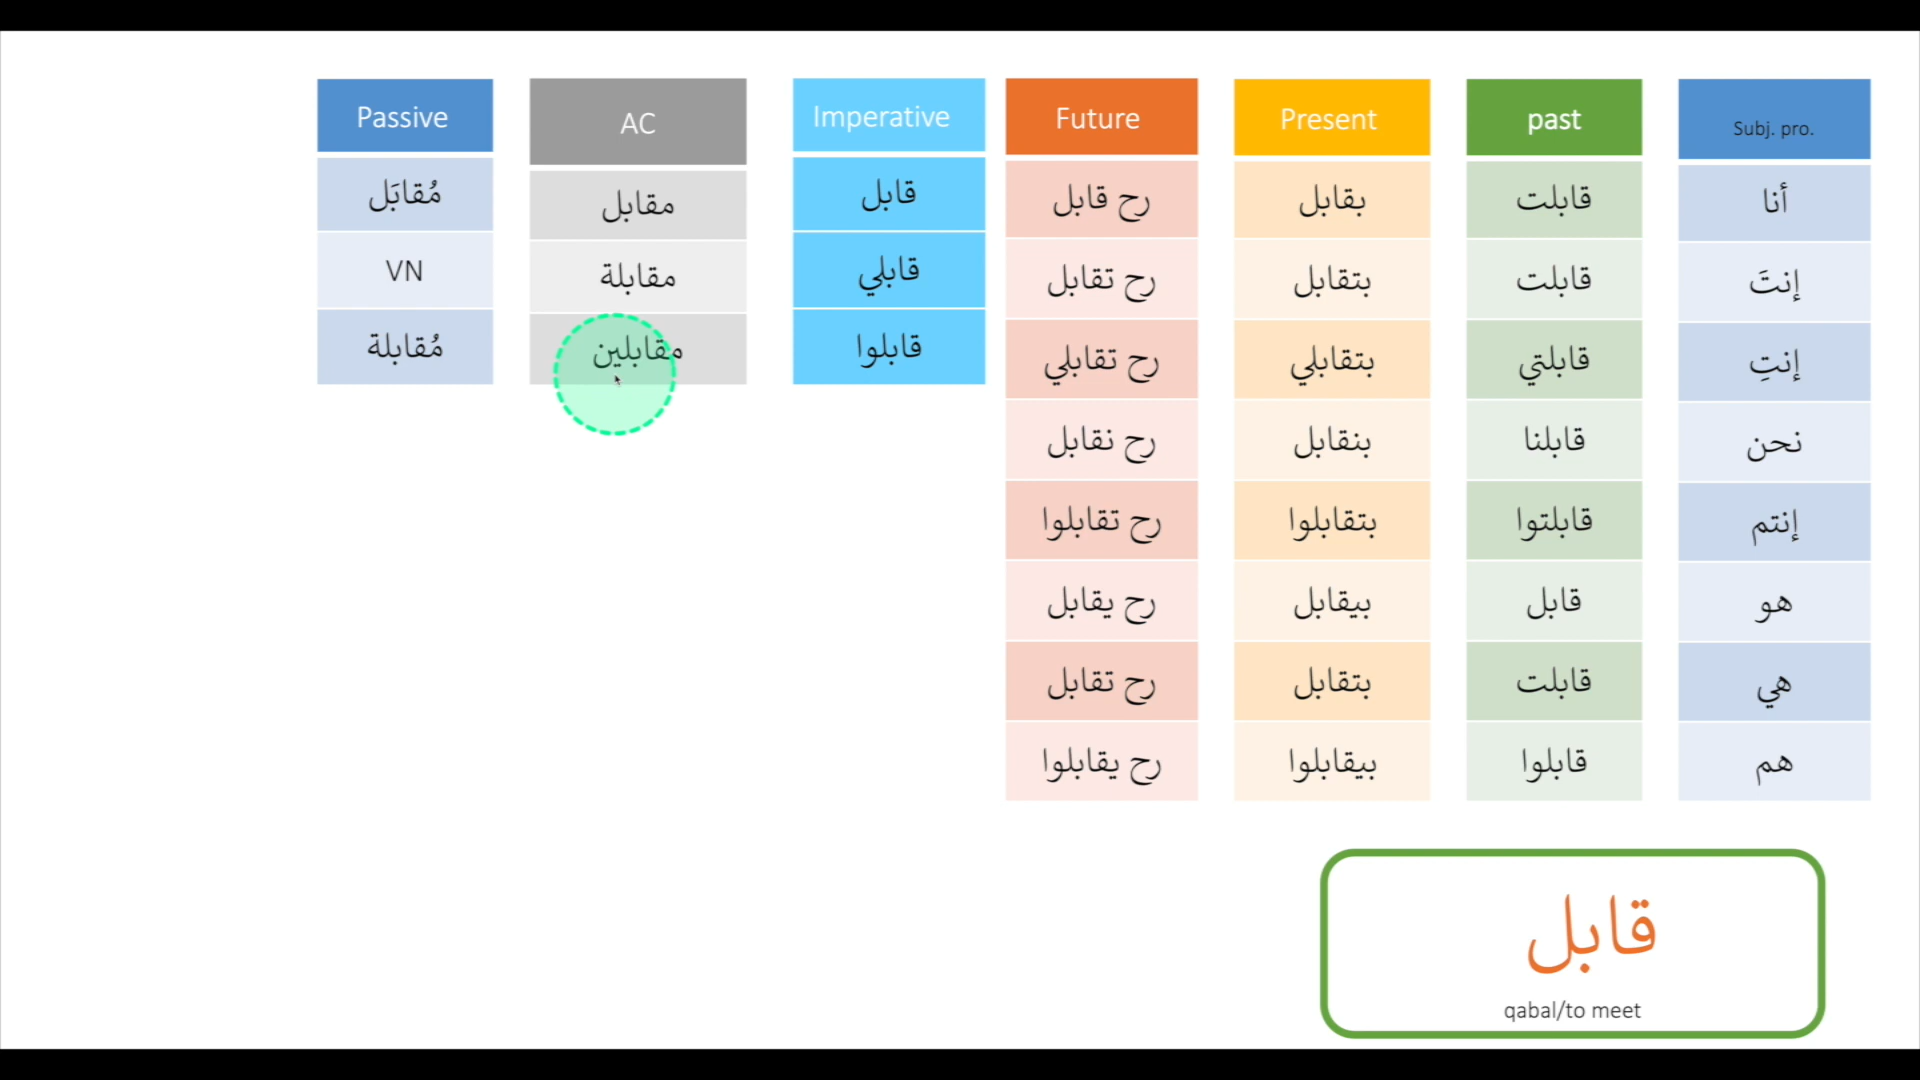 Passive AC Imperative Future Present past Subj. pro.
مُقابَل مقابل قابل رح قابل بقابل قابلت أنا
VN مقابلة قابلي رح تقابل بتقابل قابلت إنتَ
مُقابلة مقابلين قابلوا رح تقابلي بتقابلي قابلتي إنتِ
رح نقابل بنقابل قابلنا نحن
رح تقابلوا بتقابلوا قابلتوا إنتم
رح يقابل بيقابل قابل هو
رح تقابل بتقابل قابلت هي
رح يقابلوا بيقابلوا قابلوا هم
قابل
qabal/to meet